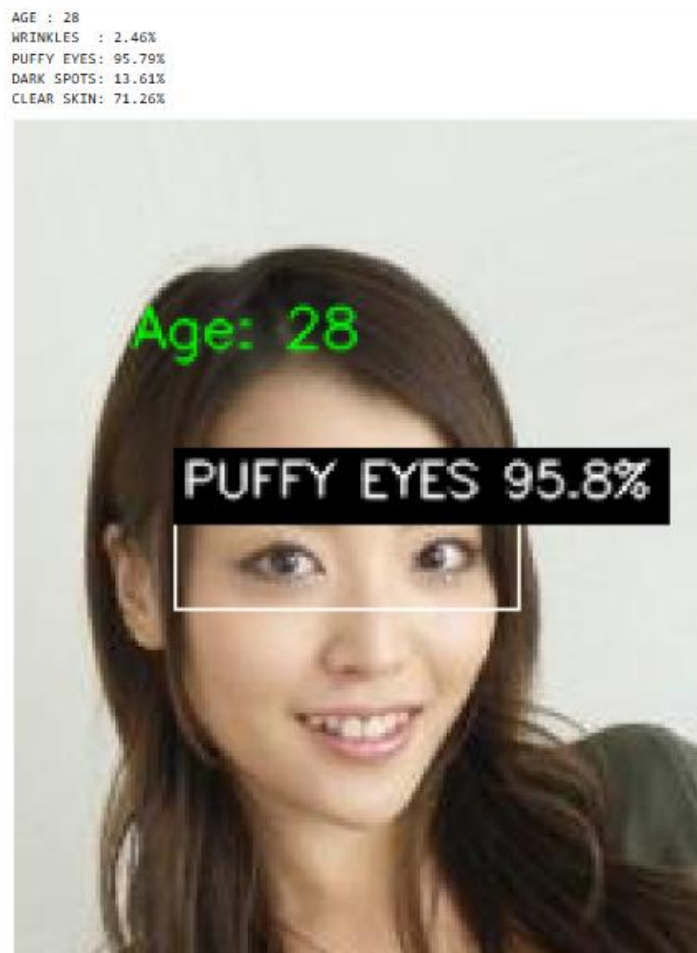 AGE : 28
WRINKLES  : 2.46%
PUFFY EYES: 95.79%
DARK SPOTS: 13.61%
CLEAR SKIN: 71.26%
Age: 28
PUFFY EYES 95.8%